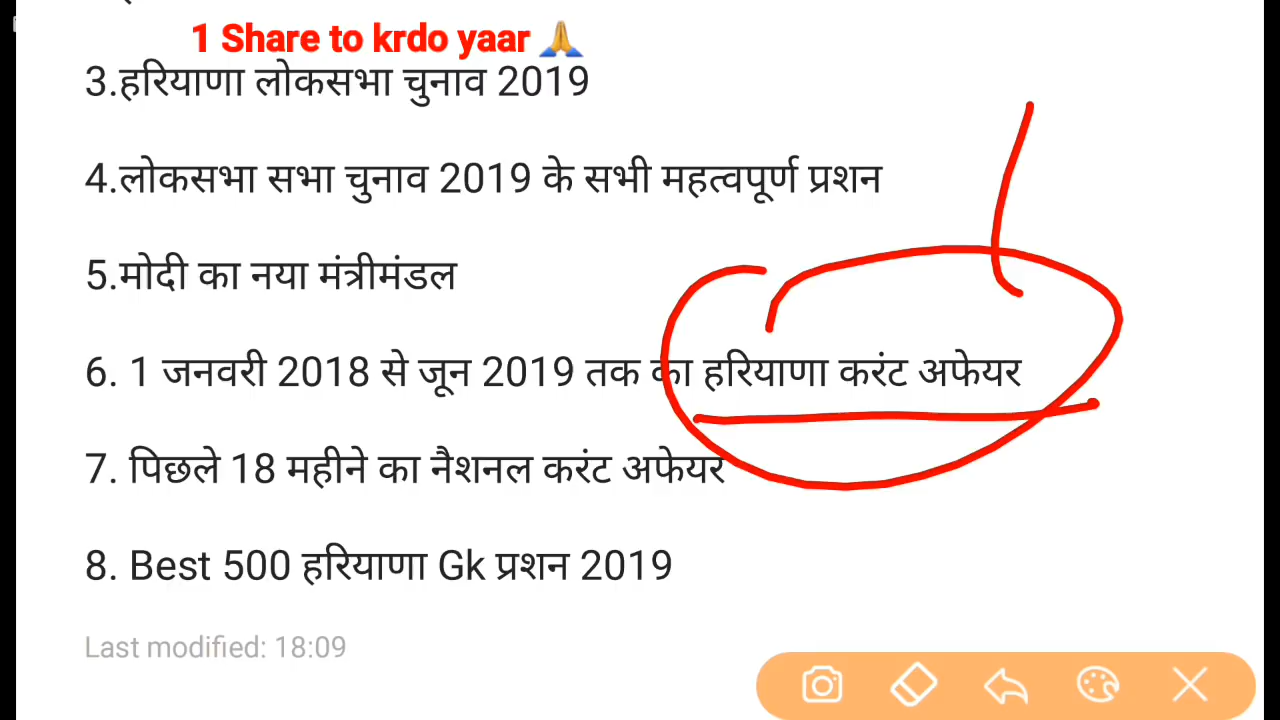 1 Share to krdo yaar 🙏
3.हरियाणा लोकसभा चुनाव 2019
4.लोकसभा सभा चुनाव 2019 के सभी महत्वपूर्ण प्रशन
5.मोदी का नया मंत्रीमंडल
6. 1 जनवरी 2018 से जून 2019 तक का हरियाणा करंट अफेयर
7. पिछले 18 महीने का नैशनल करंट अफेयर
8. Best 500 हरियाणा Gk प्रशन 2019
Last modified: 18:09